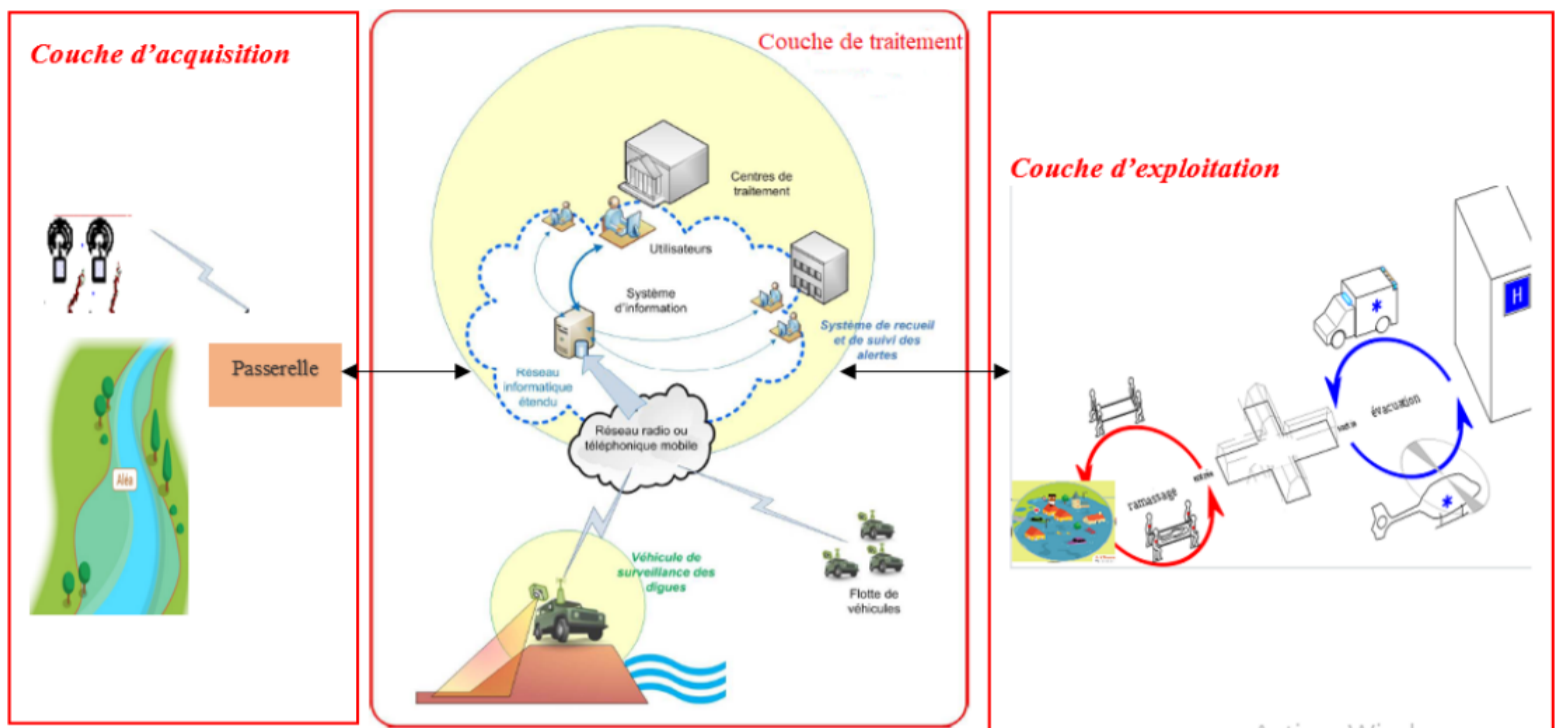 Couche d'acquisition
Passerelle
Aléa
Couche de traitement
Centres de
traitement
Utilisateurs
Système
d'information
Système de recueil
et de suivi des
alertes
Réseau
informatique
étendu
Réseau radio ou
téléphonique mobile
Véhicule de
surveillance des
digues
Flotte de
véhicules
Couche d'exploitation
H
évacuation
ramassage